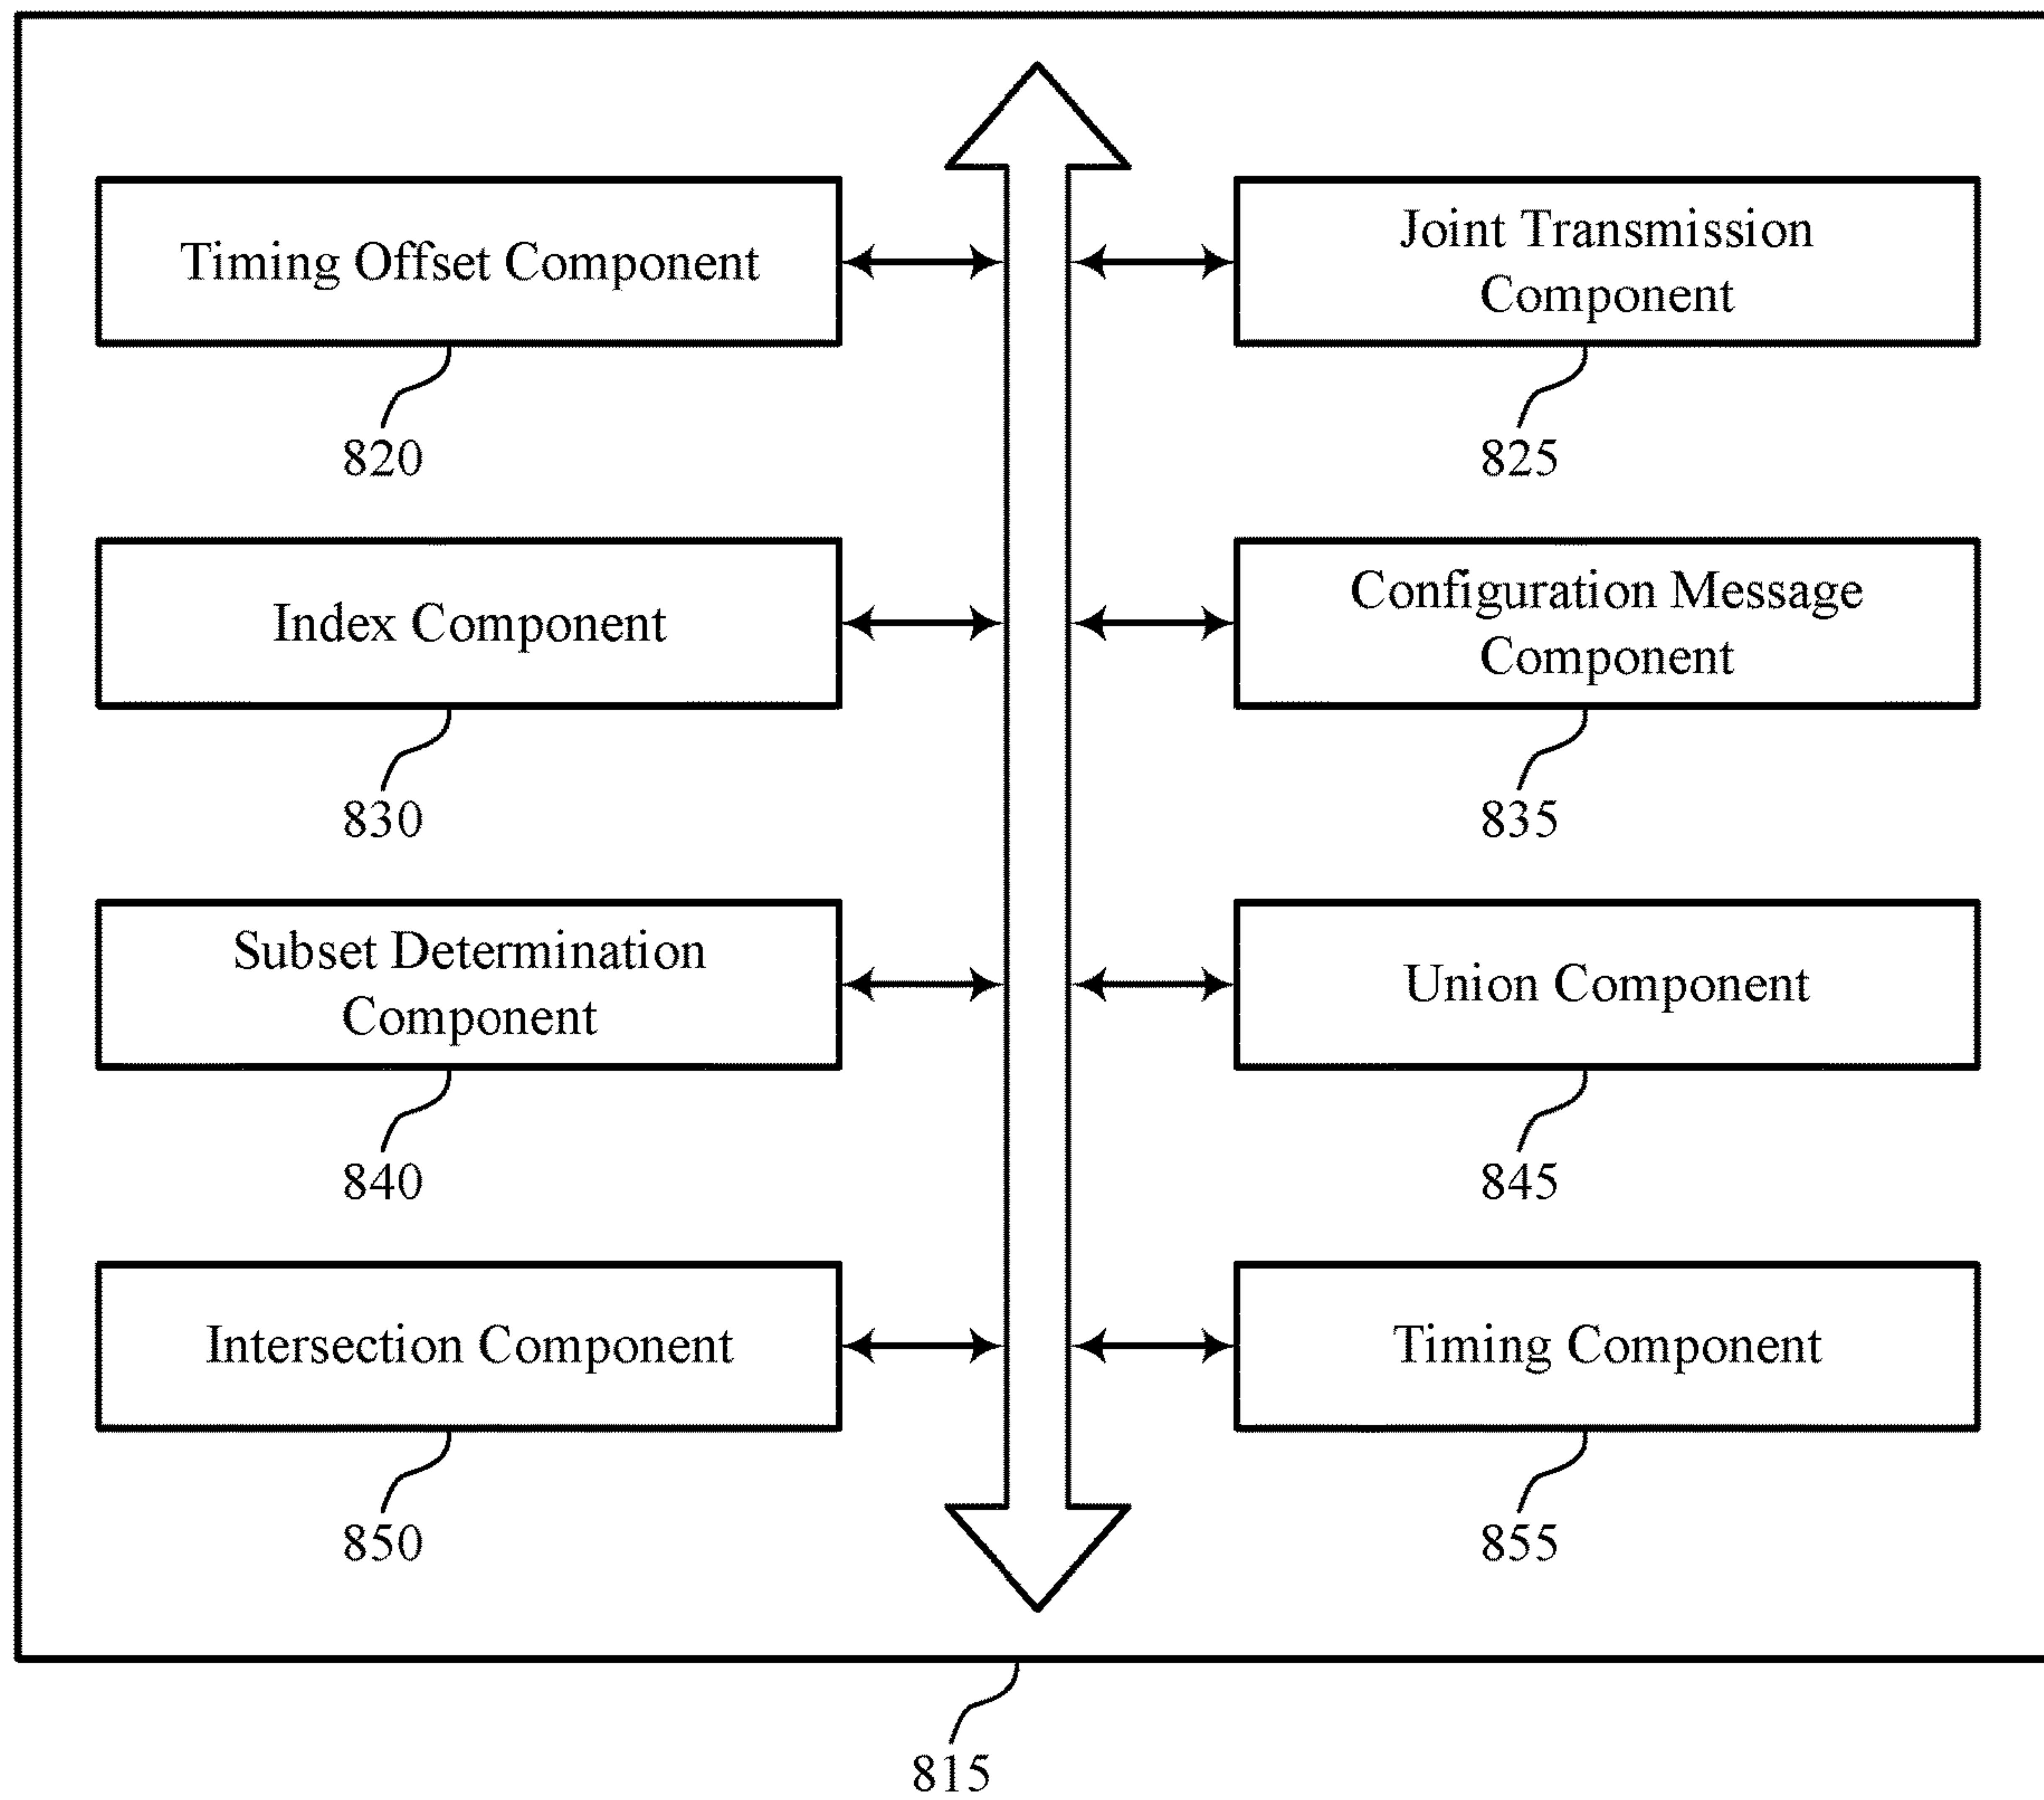 Timing Offset Component
820
Joint Transmission
Component
825
Index Component
830
Configuration Message
Component
835
Subset Determination
Component
840
Union Component
845
Intersection Component
850
Timing Component
855
815